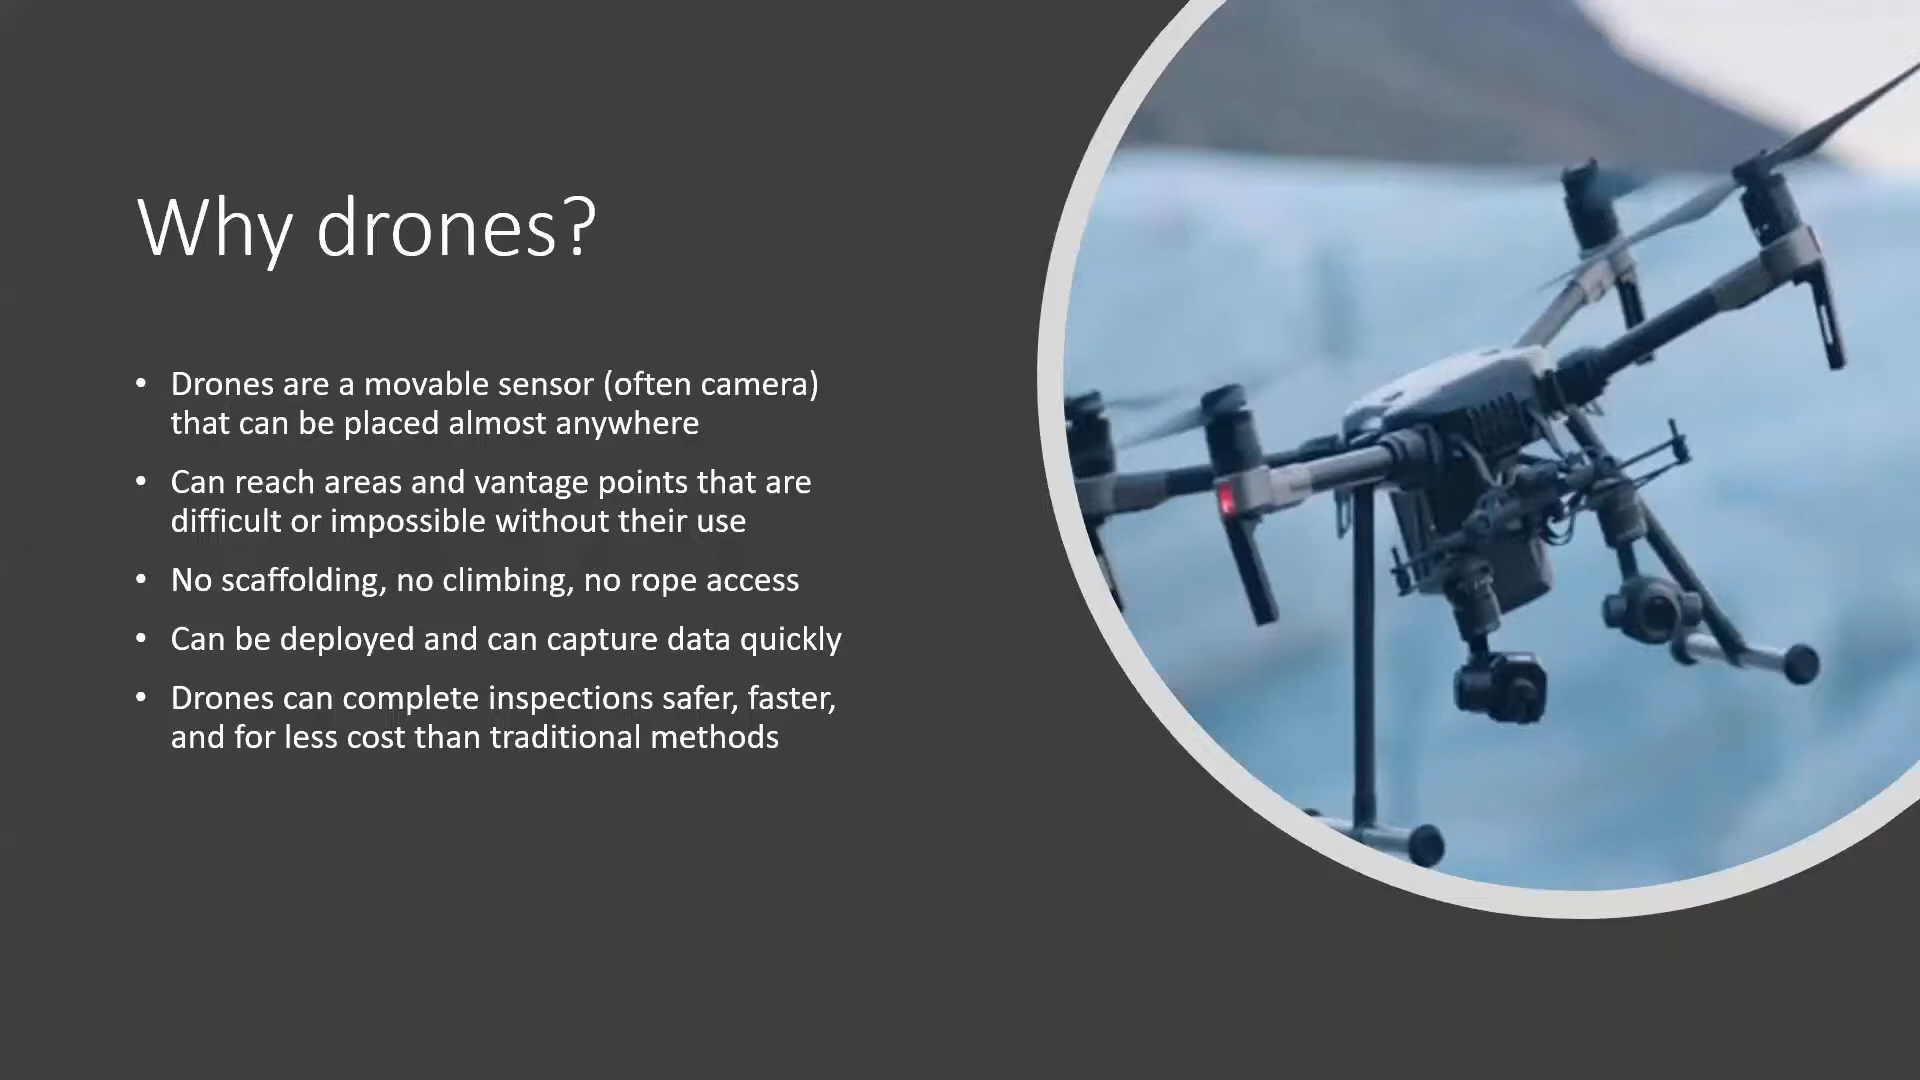 Why drones?
• Drones are a movable sensor (often camera)
that can be placed almost anywhere
• Can reach areas and vantage points that are
difficult or impossible without their use
• No scaffolding, no climbing, no rope access
• Can be deployed and can capture data quickly
• Drones can complete inspections safer, faster,
and for less cost than traditional methods